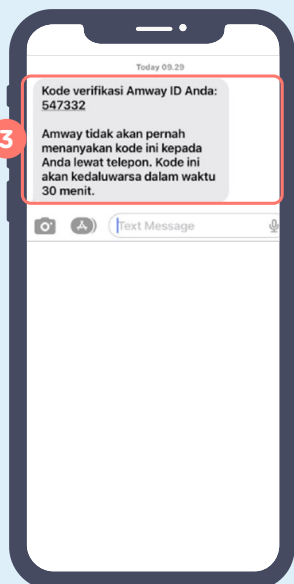 Today 09.29
Kode verifikasi Amway ID Anda:
547332
Amway tidak akan pernah
menanyakan kode ini kepada
Anda lewat telepon. Kode ini
akan kedaluwarsa dalam waktu
30 menit.
3
Text Message